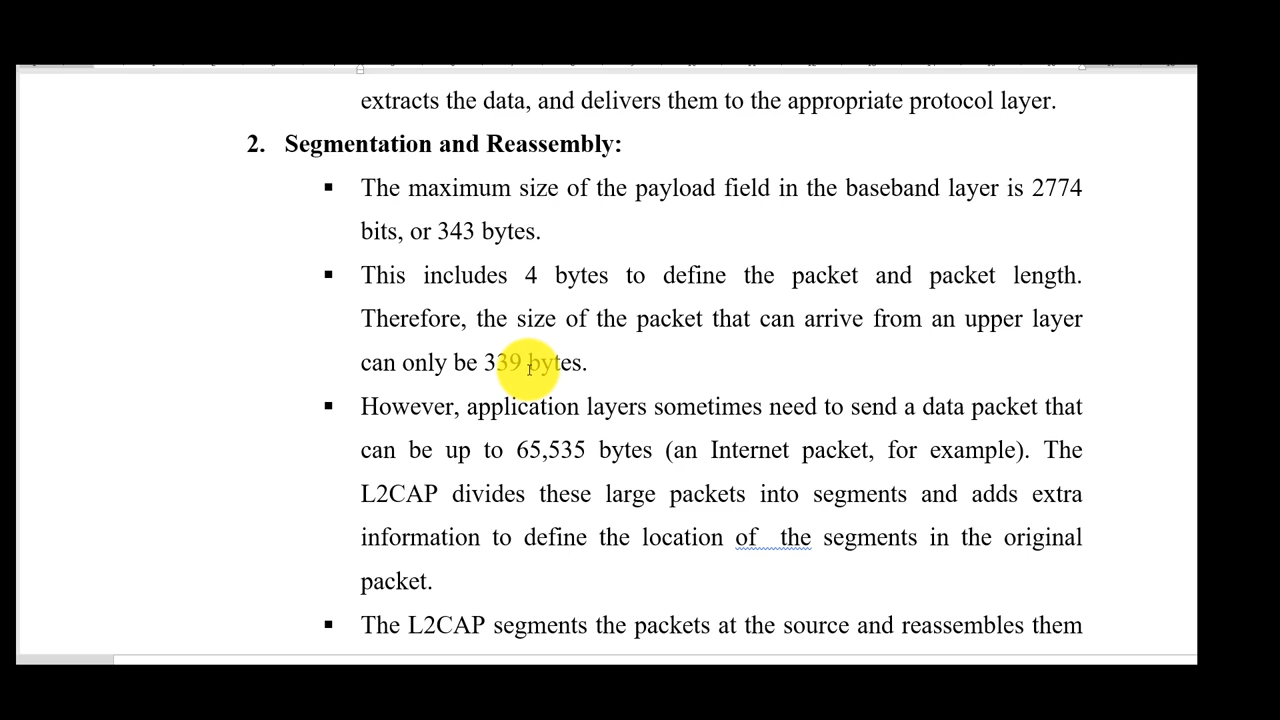 extracts the data, and delivers them to the appropriate protocol layer.
2. Segmentation and Reassembly:
▪ The maximum size of the payload field in the baseband layer is 2774
bits, or 343 bytes.
▪ This includes 4 bytes to define the packet and packet length.
Therefore, the size of the packet that can arrive from an upper layer
can only be 339 bytes.
▪ However, application layers sometimes need to send a data packet that
can be up to 65,535 bytes (an Internet packet, for example). The
L2CAP divides these large packets into segments and adds extra
information to define the location of  the segments in the original
packet.
▪ The L2CAP segments the packets at the source and reassembles them